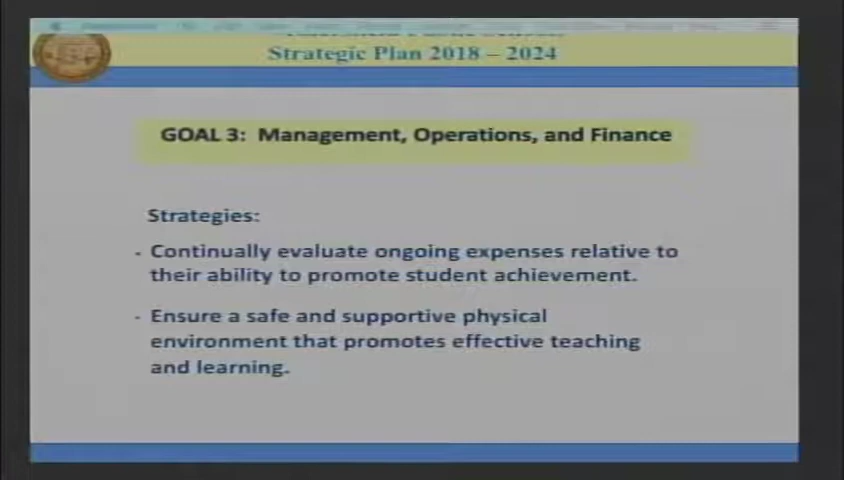 Strategic Plan 2018 – 2024
GOAL 3: Management, Operations, and Finance
Strategies:
- Continually evaluate ongoing expenses relative to
their ability to promote student achievement.
- Ensure a safe and supportive physical
environment that promotes effective teaching
and learning.